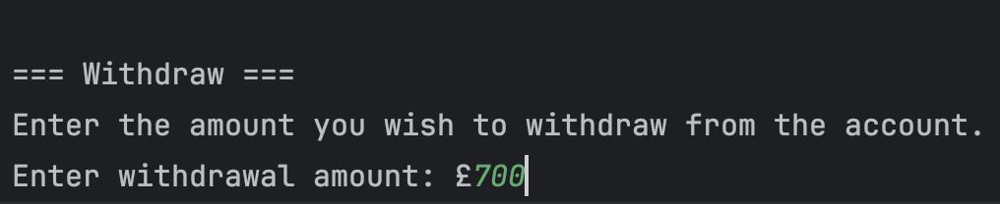 === Withdraw ===
Enter the amount you wish to withdraw from the account.
Enter withdrawal amount: £700